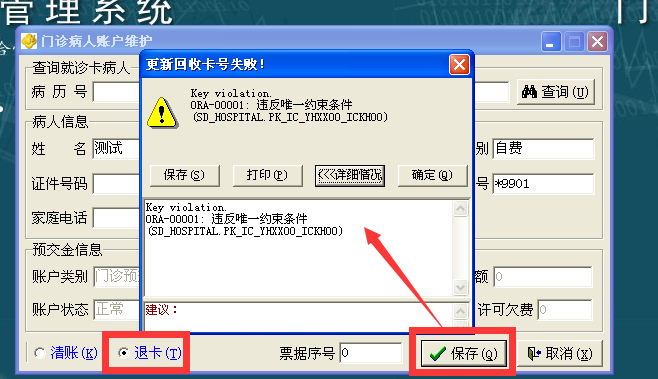 管理系统 门
门诊病人账户维护
查询就诊卡病人
病 历 号 查询(U)
病人信息
姓 名 测试 别 自费
证件号码 号 *9901
家庭电话
预交金信息
账户类别 门诊预 额 0
账户状态 正常 许可欠费 0
清账(K) 退卡(T) 票据序号 0 保存(Q) 取消(X)
更新回收卡号失败!
Key violation.
ORA-00001: 违反唯一约束条件
(SD_HOSPITAL.PK_IC_YHXX00_ICKH00)
保存(S) 打印(P) <<<详细情况 确定(Q)
Key violation.
ORA-00001: 违反唯一约束条件
(SD_HOSPITAL.PK_IC_YHXX00_ICKH00)
建议: